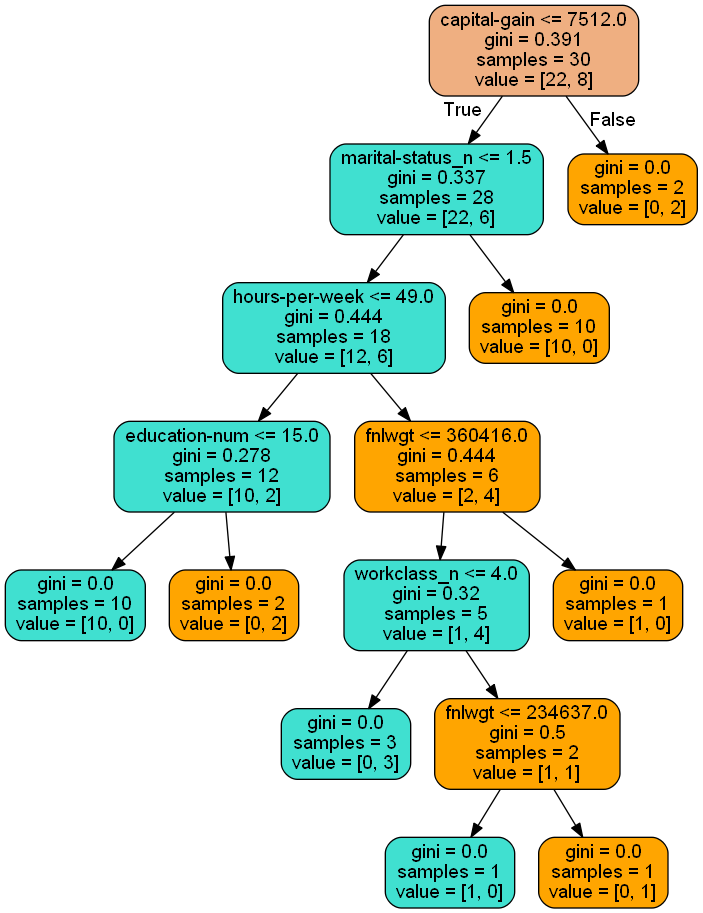 capital-gain <= 7512.0
gini = 0.391
samples = 30
value = [22, 8]
True
False
marital-status_n <= 1.5
gini = 0.337
samples = 28
value = [22, 6]
gini = 0.0
samples = 2
value = [0, 2]
hours-per-week <= 49.0
gini = 0.444
samples = 18
value = [12, 6]
gini = 0.0
samples = 10
value = [10, 0]
education-num <= 15.0
gini = 0.278
samples = 12
value = [10, 2]
fnlwgt <= 360416.0
gini = 0.444
samples = 6
value = [2, 4]
gini = 0.0
samples = 10
value = [10, 0]
gini = 0.0
samples = 2
value = [0, 2]
workclass_n <= 4.0
gini = 0.32
samples = 5
value = [1, 4]
gini = 0.0
samples = 1
value = [1, 0]
gini = 0.0
samples = 3
value = [0, 3]
fnlwgt <= 234637.0
gini = 0.5
samples = 2
value = [1, 1]
gini = 0.0
samples = 1
value = [1, 0]
gini = 0.0
samples = 1
value = [0, 1]